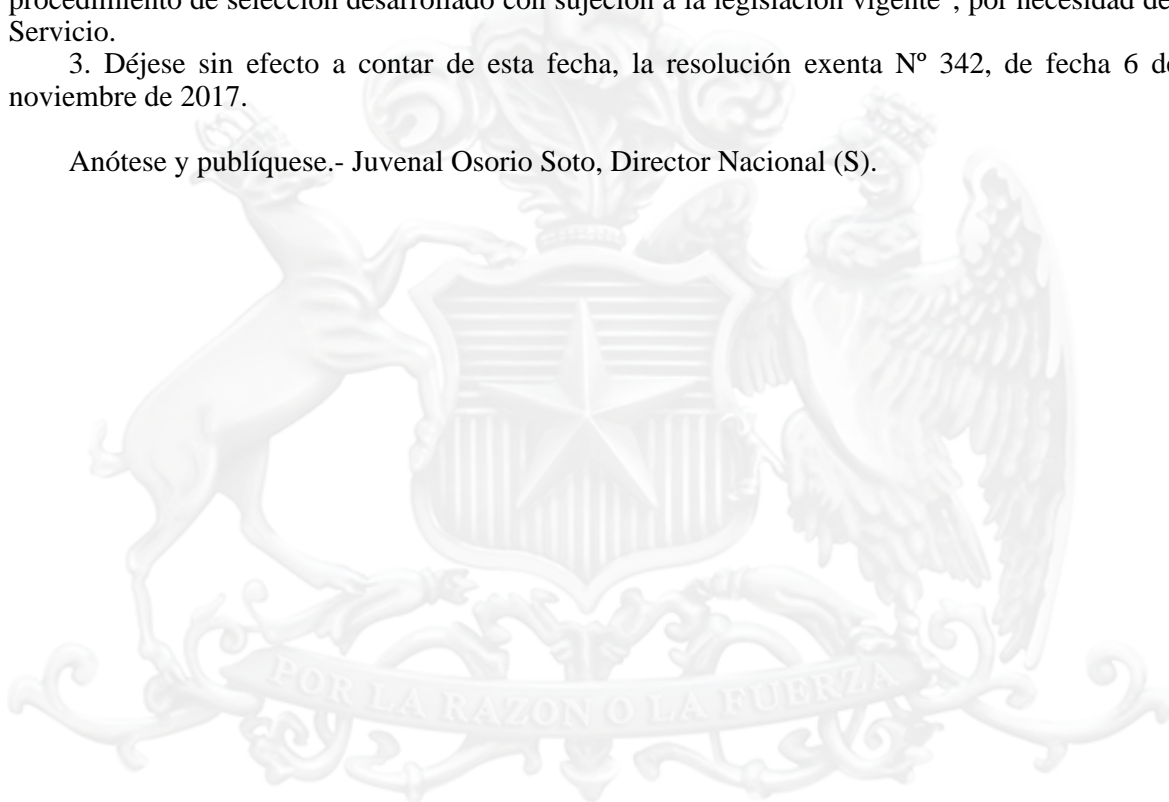 procedimiento de selección desarrollado con sujeción a la legislación vigente", por necesidad del
Servicio.
3. Déjese sin efecto a contar de esta fecha, la resolución exenta Nº 342, de fecha 6 de
noviembre de 2017.
Anótese y publíquese.- Juvenal Osorio Soto, Director Nacional (S).
POR LA RAZON O LA FUERZA